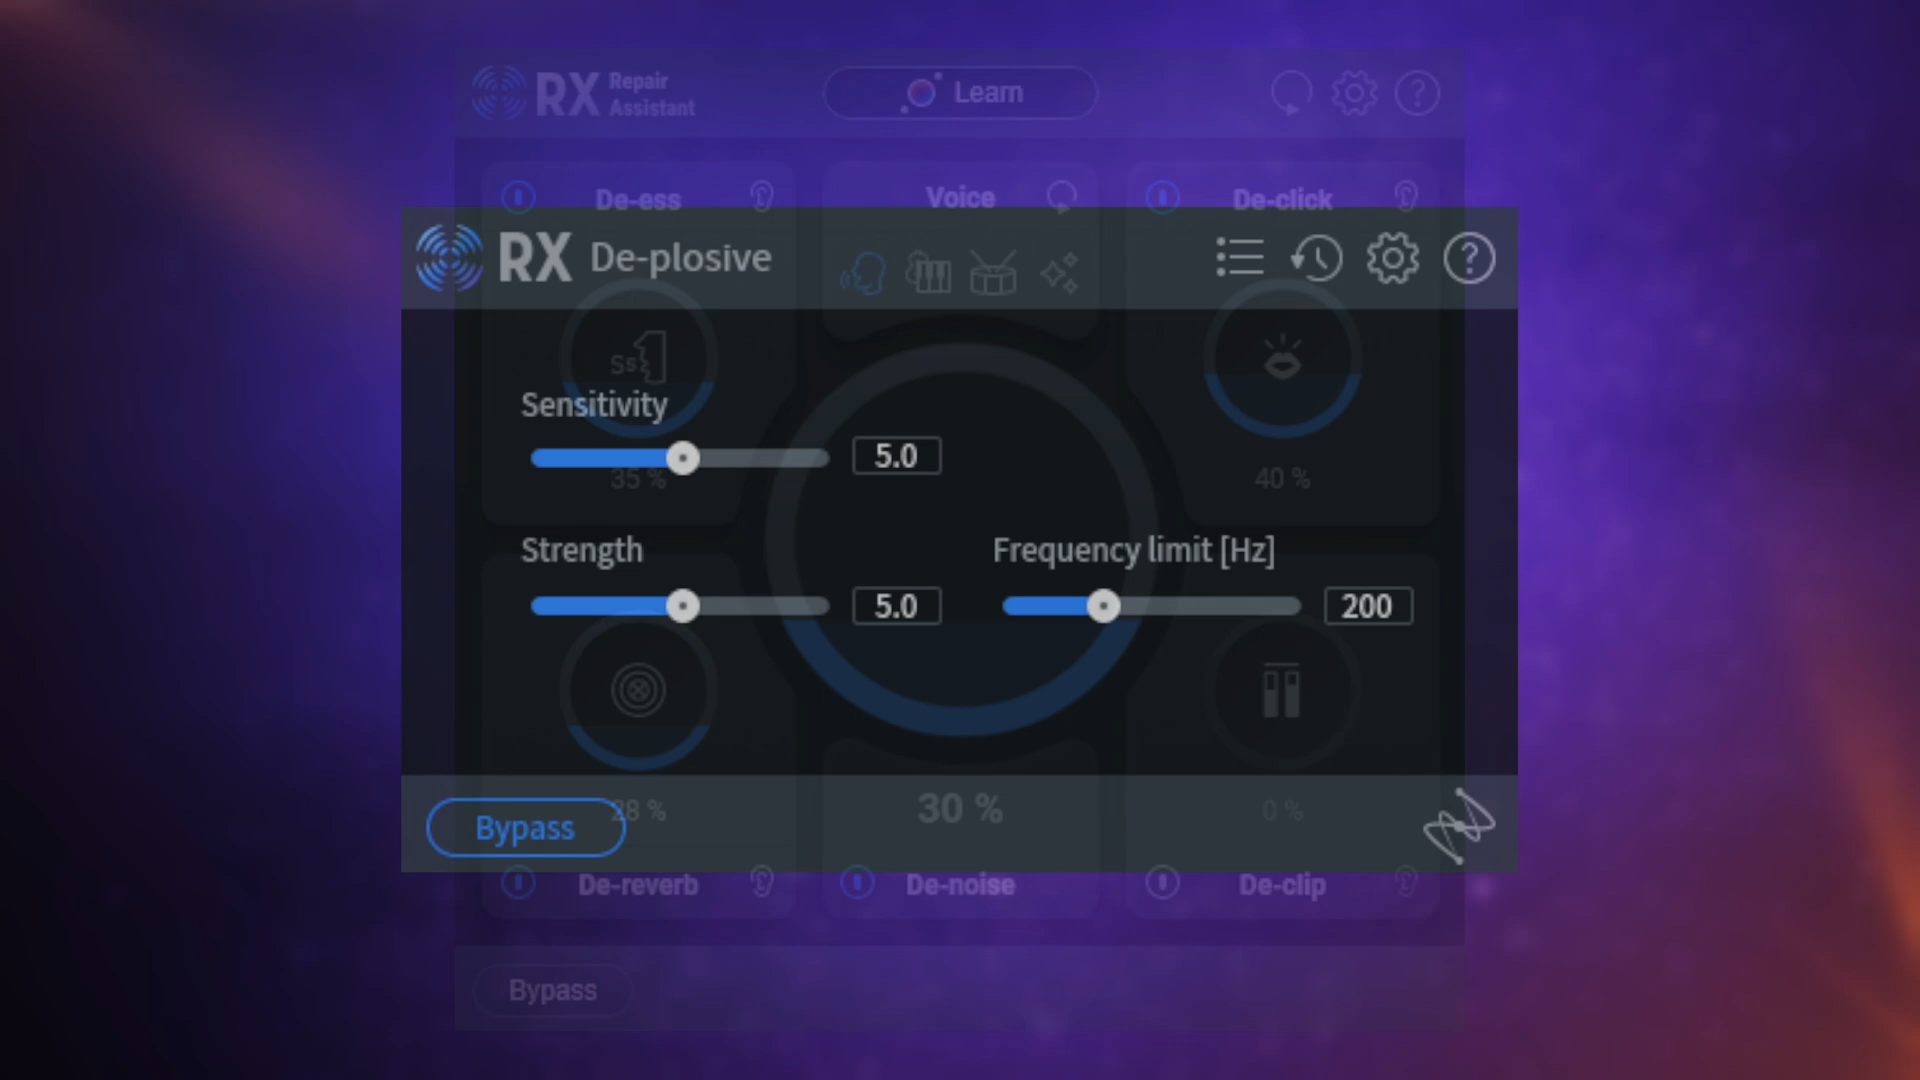 RX Repair Assistant
Learn
De-ess
Voice
De-click
RX De-plosive
Ss
Sensitivity
5.0
35 %
40 %
Strength
5.0
Frequency limit [Hz]
200
Bypass
28 %
30 %
0 %
De-reverb
De-noise
De-clip
Bypass